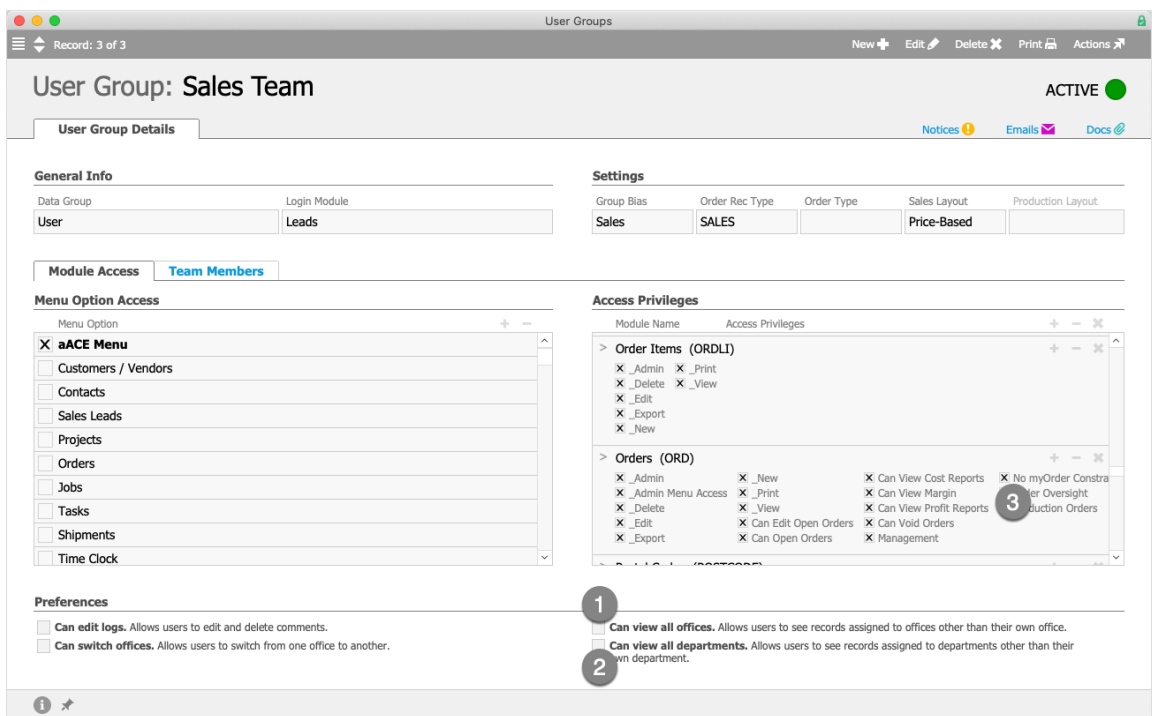 User Groups
Record: 3 of 3
New Edit Delete Print Actions
User Group: Sales Team
ACTIVE
User Group Details
Notices Emails Docs
General Info
Settings
Data Group Login Module
Group Bias Order Rec Type Order Type Sales Layout Production Layout
User Leads
Sales SALES Price-Based
Module Access Team Members
Menu Option Access
Access Privileges
Menu Option
Module Name Access Privileges
X aACE Menu
Customers / Vendors
Contacts
Sales Leads
Projects
Orders
Jobs
Tasks
Shipments
Time Clock
> Order Items (ORDLI)
X _Admin X _Print
X _Delete X _View
X _Edit
X _Export
X _New
> Orders (ORD)
X _Admin X _New X Can View Cost Reports X No myOrder Constra
X _Admin Menu Access X _Print X Can View Margin Oversight
X _Delete X _View X Can View Profit Reports 3 Orders
X _Edit X Can Edit Open Orders X Can Void Orders
X _Export X Can Open Orders X Management
Preferences
1
Can edit logs. Allows users to edit and delete comments.
Can switch offices. Allows users to switch from one office to another.
Can view all offices. Allows users to see records assigned to offices other than their own office.
Can view all departments. Allows users to see records assigned to departments other than their
2 department.